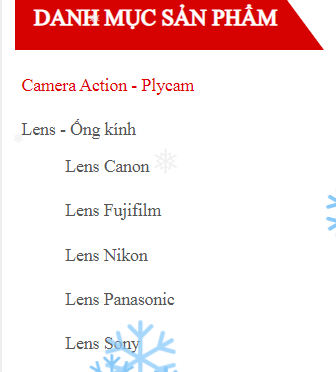 DANH MỤC SẢN PHẨM
Camera Action - Plycam
Lens - Ống kính
Lens Canon
Lens Fujifilm
Lens Nikon
Lens Panasonic
Lens Sony